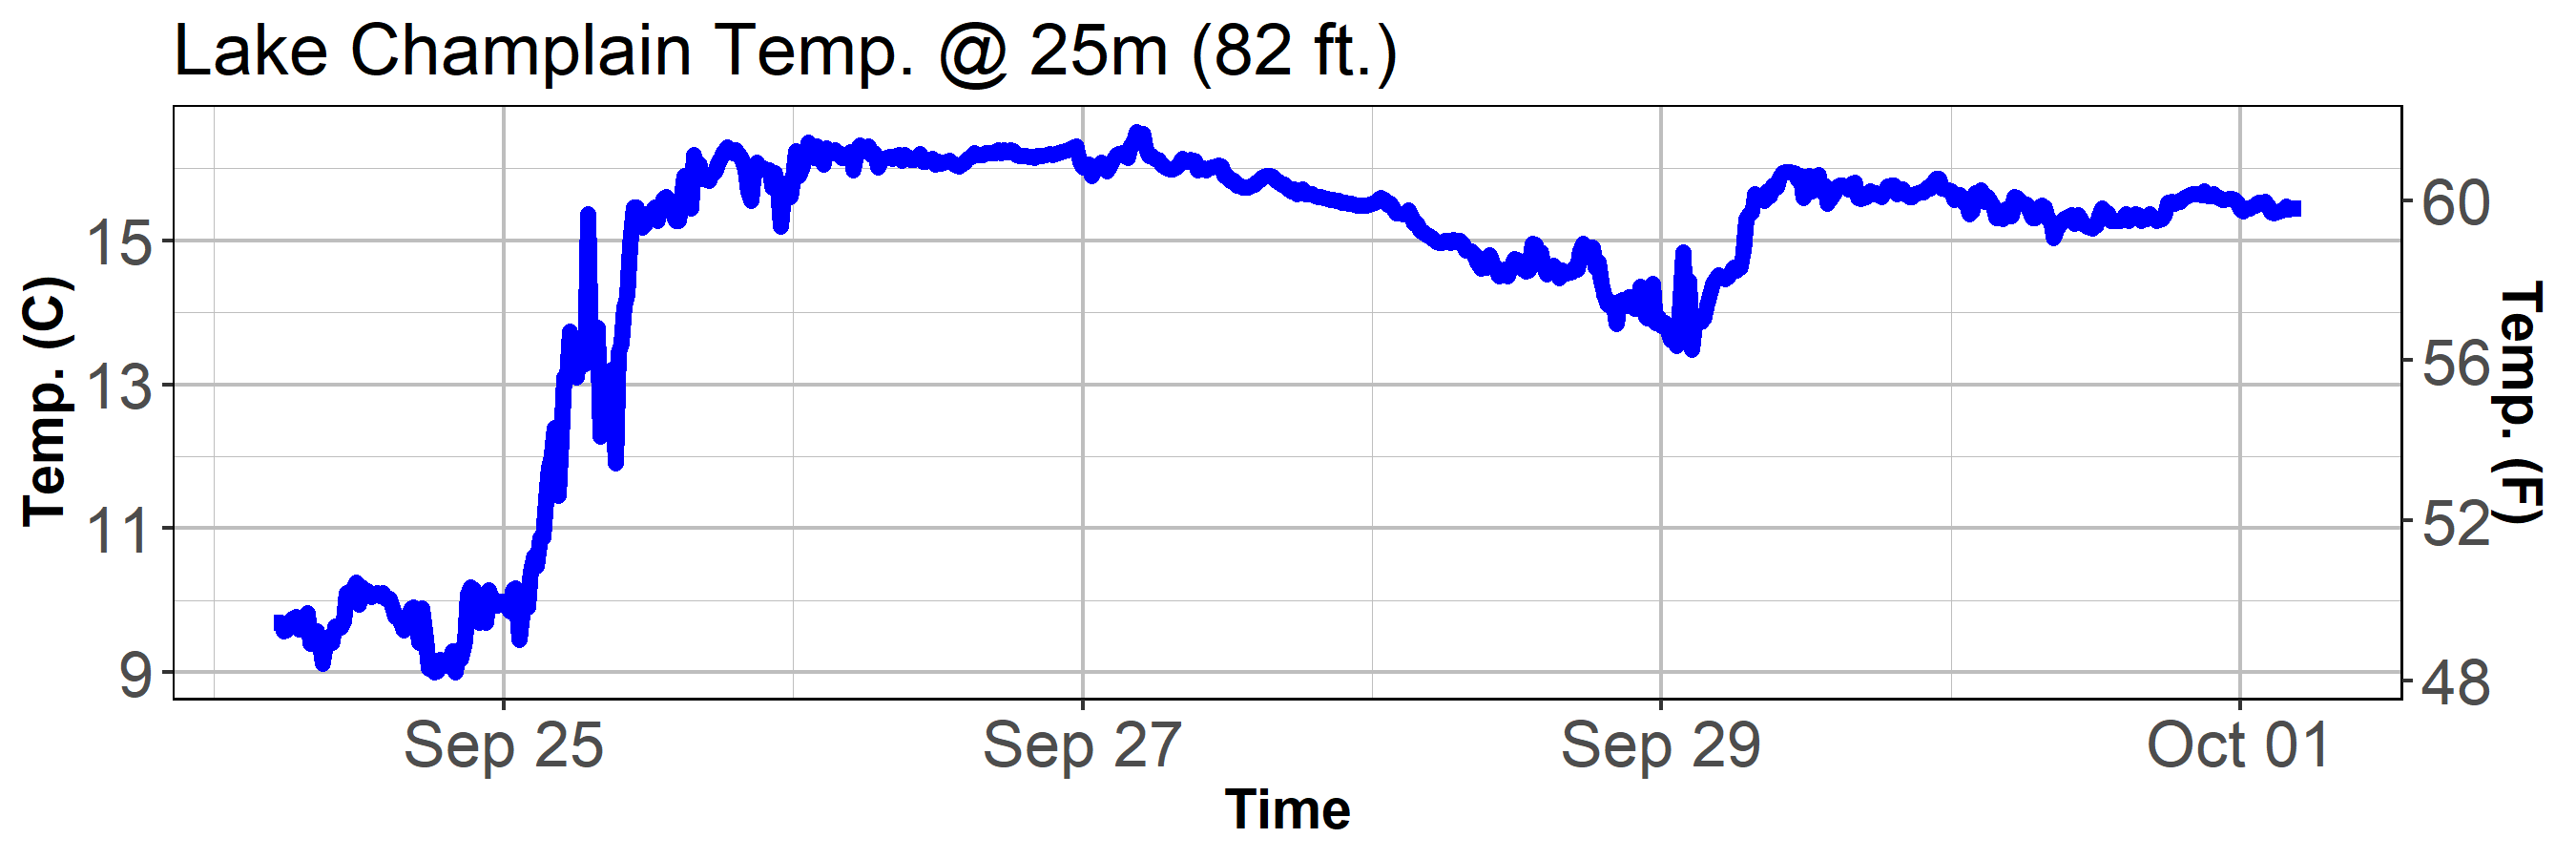 Lake Champlain Temp. @ 25m (82 ft.)
Temp. (C)
15
13
11
9
60
56
52
48
Temp. (F)
Sep 25
Sep 27
Sep 29
Oct 01
Time